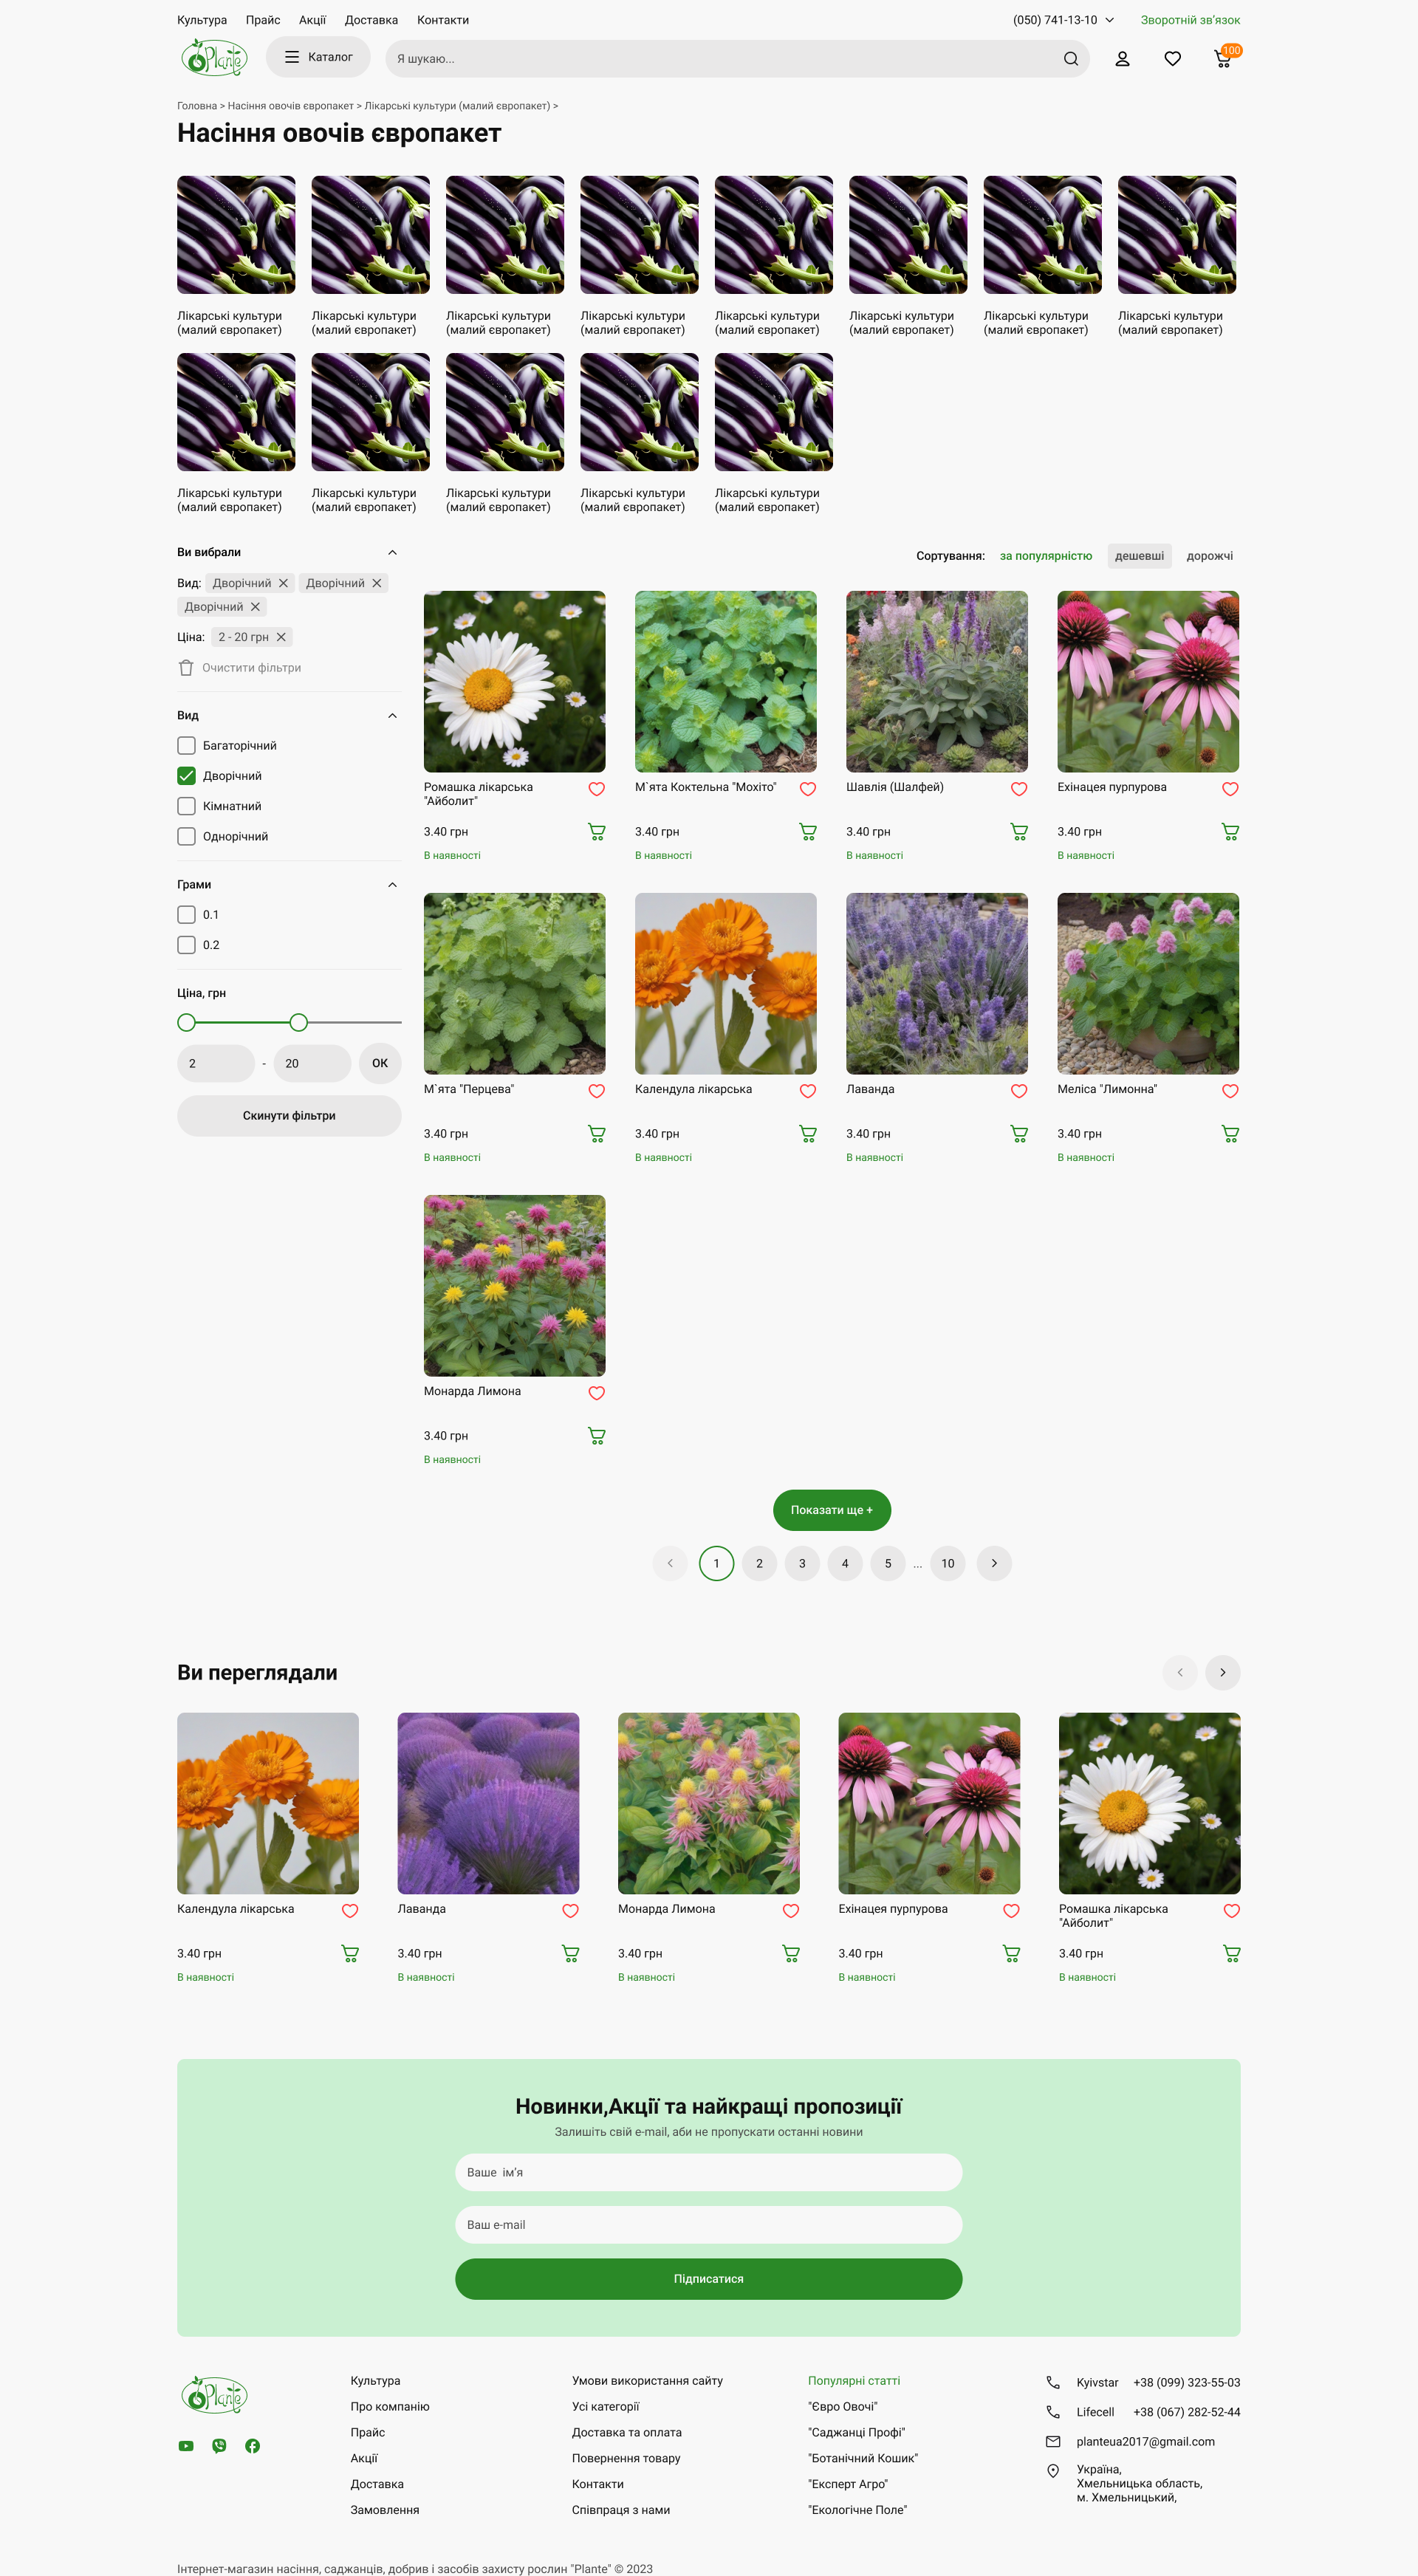 Культура Прайс Акції Доставка Контакти (050) 741-13-10 Зворотній зв’язок
Plante Каталог Я шукаю... 100
Головна > Насіння овочів європакет > Лікарські культури (малий європакет) >
Насіння овочів європакет
Лікарські культури Лікарські культури Лікарські культури Лікарські культури Лікарські культури Лікарські культури Лікарські культури Лікарські культури
(малий європакет) (малий європакет) (малий європакет) (малий європакет) (малий європакет) (малий європакет) (малий європакет) (малий європакет)
Лікарські культури Лікарські культури Лікарські культури Лікарські культури Лікарські культури
(малий європакет) (малий європакет) (малий європакет) (малий європакет) (малий європакет)
Ви вибрали
Вид: Дворічний Дворічний
Дворічний
Ціна: 2 - 20 грн
Очистити фільтри
Вид
Багаторічний
Дворічний
Кімнатний
Однорічний
Грами
0.1
0.2
Ціна, грн
2 - 20 ОК
Скинути фільтри
Сортування: за популярністю дешевші дорожчі
Ромашка лікарська М`ята Коктельна "Мохіто" Шавлія (Шалфей) Ехінацея пурпурова
"Айболит"
3.40 грн 3.40 грн 3.40 грн 3.40 грн
В наявності В наявності В наявності В наявності
М`ята "Перцева" Календула лікарська Лаванда Меліса "Лимонна"
3.40 грн 3.40 грн 3.40 грн 3.40 грн
В наявності В наявності В наявності В наявності
Монарда Лимона
3.40 грн
В наявності
Показати ще +
1 2 3 4 5 ... 10
Ви переглядали
Календула лікарська Лаванда Монарда Лимона Ехінацея пурпурова Ромашка лікарська
"Айболит"
3.40 грн 3.40 грн 3.40 грн 3.40 грн 3.40 грн
В наявності В наявності В наявності В наявності В наявності
Новинки,Акції та найкращі пропозиції
Залишіть свій e-mail, аби не пропускати останні новини
Ваше ім’я
Ваш e-mail
Підписатися
Plante
Культура
Про компанію
Прайс
Акції
Доставка
Замовлення
Умови використання сайту
Усі категорії
Доставка та оплата
Повернення товару
Контакти
Співпраця з нами
Популярні статті
"Євро Овочі"
"Саджанці Профі"
"Ботанічний Кошик"
"Експерт Агро"
"Екологічне Поле"
Kyivstar +38 (099) 323-55-03
Lifecell +38 (067) 282-52-44
planteua2017@gmail.com
Україна,
Хмельницька область,
м. Хмельницький,
Інтернет-магазин насіння, саджанців, добрив і засобів захисту рослин "Plante" © 2023